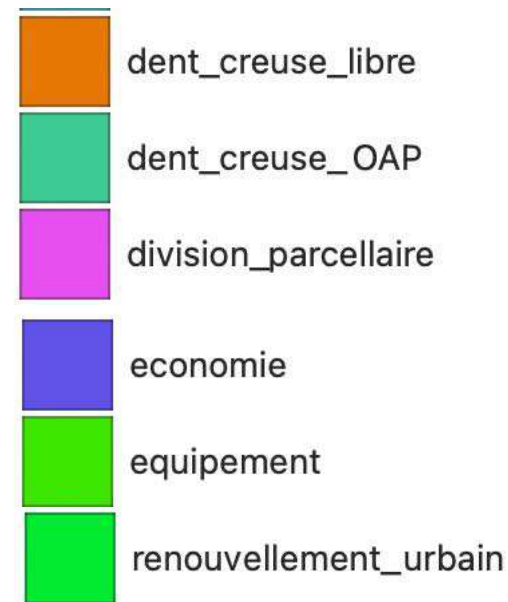 dent_creuse_libre
dent_creuse_OAP
division_parcellaire
economie
equipement
renouvellement_urbain